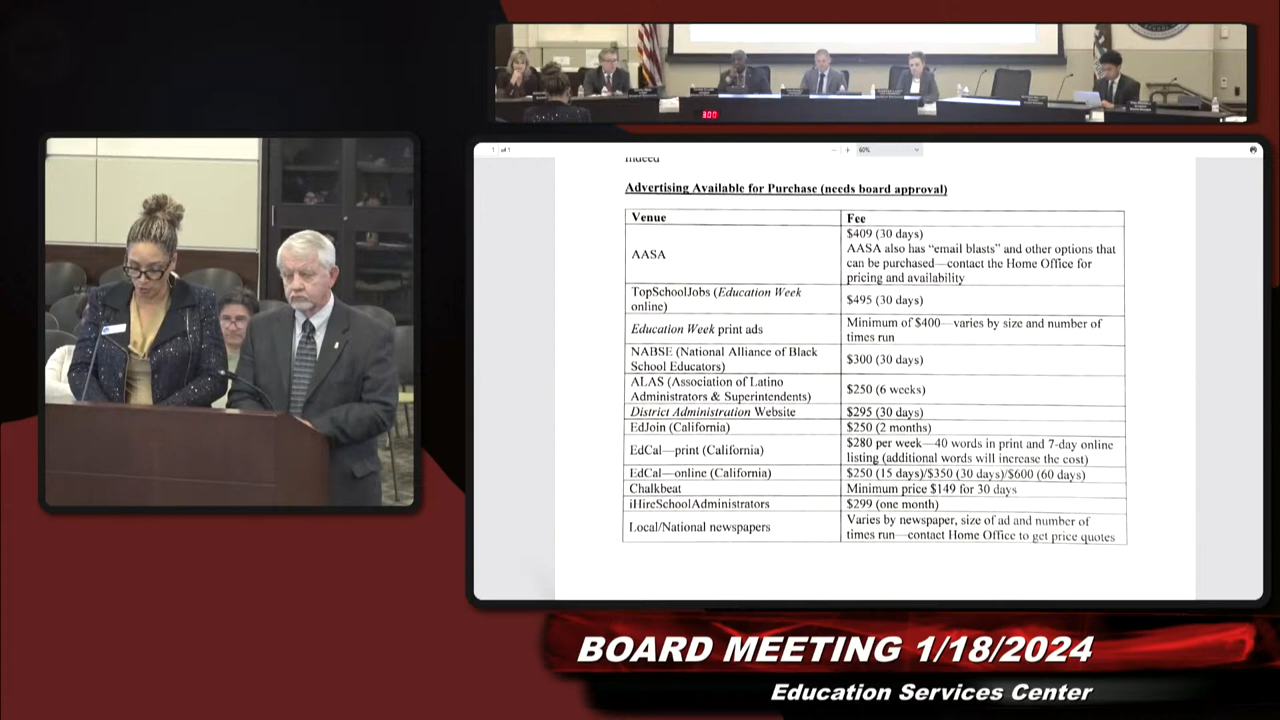 3:00
1 of 1
60%
Advertising Available for Purchase (needs board approval)
Venue
Fee
AASA
$409 (30 days)
AASA also has “email blasts” and other options that
can be purchased—contact the Home Office for
pricing and availability
TopSchoolJobs (Education Week
online)
$495 (30 days)
Education Week print ads
Minimum of $400—varies by size and number of
times run
NABSE (National Alliance of Black
School Educators)
$300 (30 days)
ALAS (Association of Latino
Administrators & Superintendents)
$250 (6 weeks)
District Administration Website
$295 (30 days)
EdJoin (California)
$250 (2 months)
EdCal—print (California)
$280 per week—40 words in print and 7-day online
listing (additional words will increase the cost)
EdCal—online (California)
$250 (15 days)/$350 (30 days)/$600 (60 days)
Chalkbeat
Minimum price $149 for 30 days
iHireSchoolAdministrators
$299 (one month)
Local/National newspapers
Varies by newspaper, size of ad and number of
times run—contact Home Office to get price quotes
BOARD MEETING 1/18/2024
Education Services Center